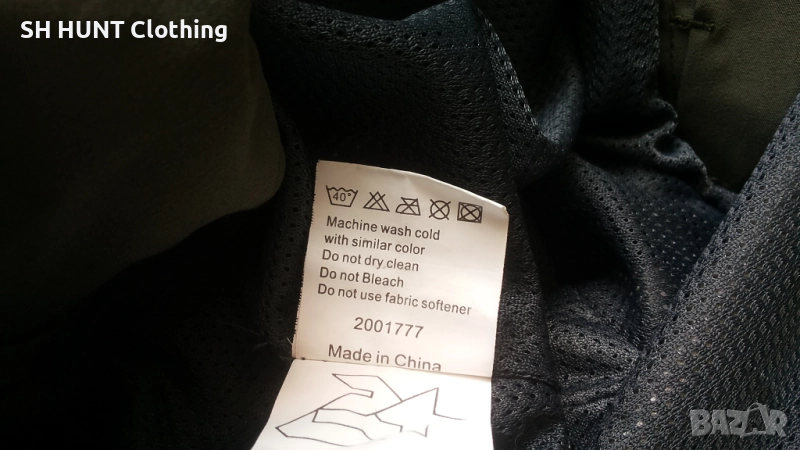 SH HUNT Clothing
40°
Machine wash cold
with similar color
Do not dry clean
Do not Bleach
Do not use fabric softener
2001777
Made in China
BAZAR